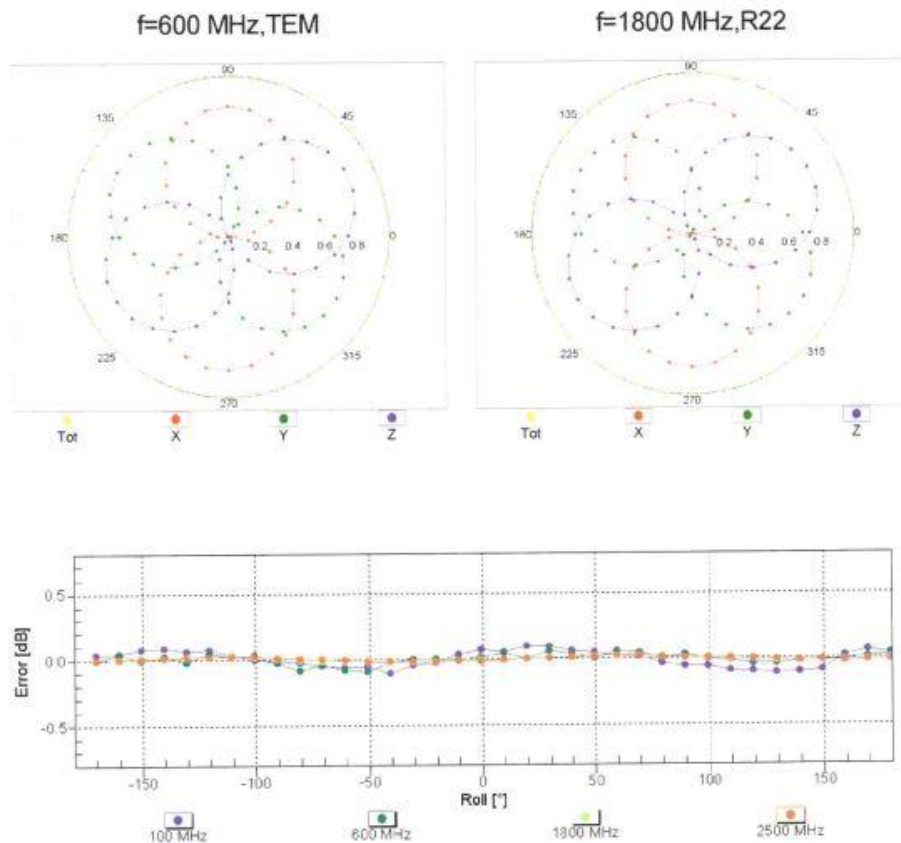 f=600 MHz,TEM
f=1800 MHz,R22
90
135
45
180
0.2 0.4 0.6 0.8
0
225
315
270
Tot X Y Z
90
135
45
180
0.2 0.4 0.6 0.8
0
225
315
270
Tot X Y Z
Error [dB]
0.5
0.0
-0.5
-150 -100 -50 0 50 100 150
Roll [°]
100 MHz 600 MHz 1800 MHz 2500 MHz